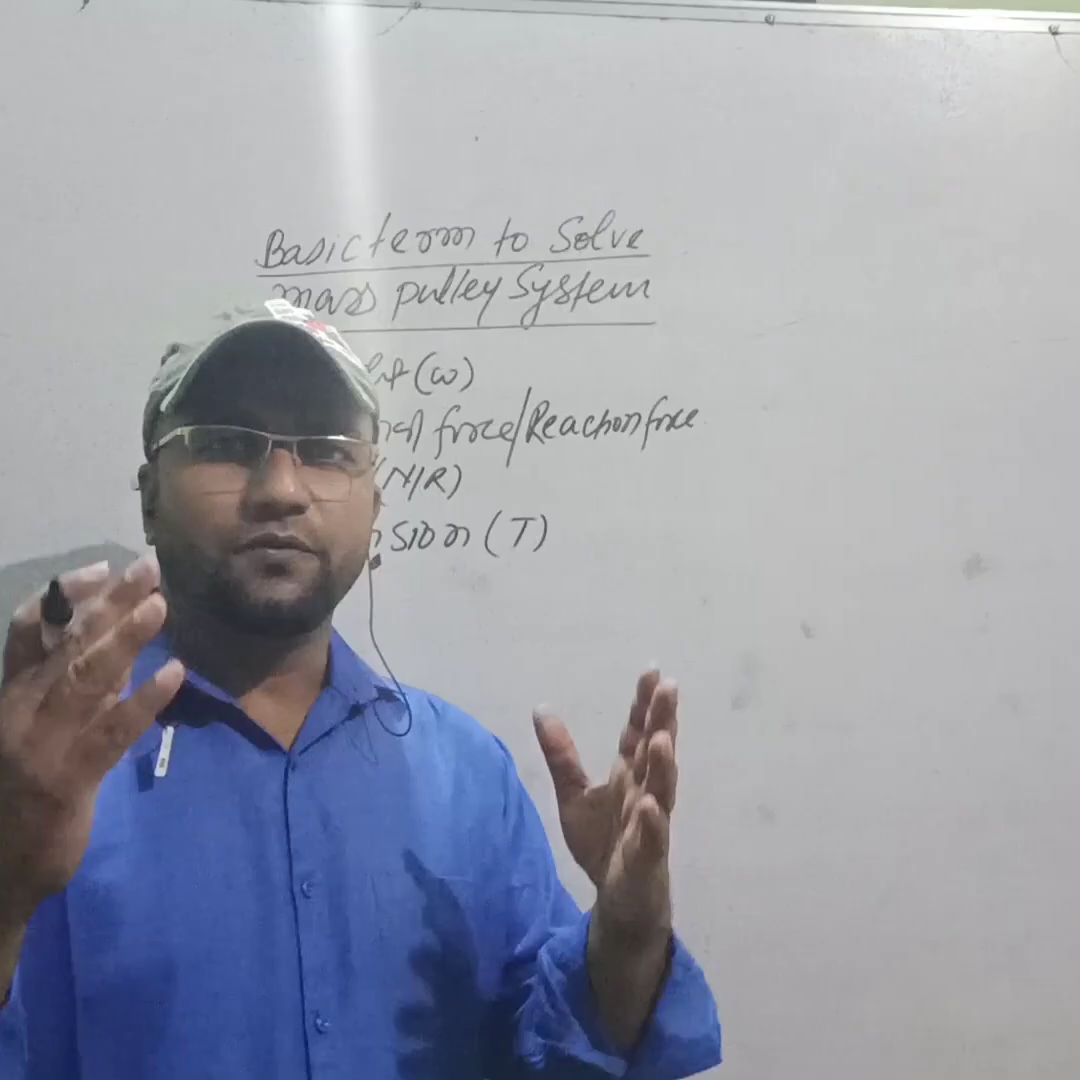 Basic term to Solve
mass pulley System
(W)
force/Reaction force
(N/R)
(T)